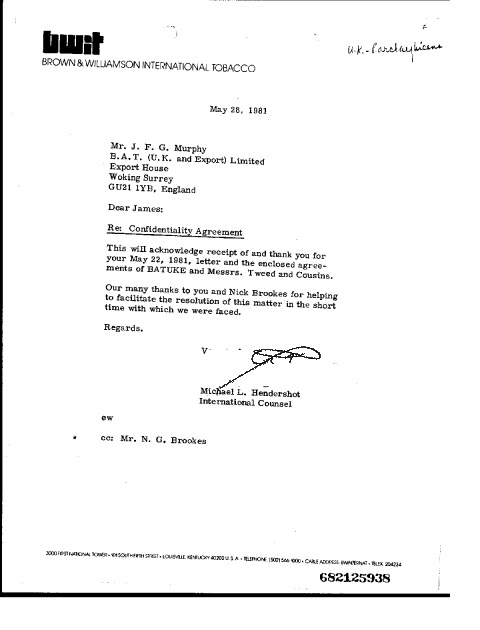 bwit
BROWN & WILLIAMSON INTERNATIONAL TOBACCO
U.K.-
May 28, 1981
Mr. J. F. G. Murphy
B.A.T. (U.K. and Export) Limited
Export House
Woking Surrey
GU21 1YB, England
Dear James:
Re: Confidentiality Agreement
This will acknowledge receipt of and thank you for
your May 22, 1981, letter and the enclosed agree-
ments of BATUKE and Messrs. Tweed and Cousins.
Our many thanks to you and Nick Brookes for helping
to facilitate the resolution of this matter in the short
time with which we were faced.
Regards.
V
Michael L. Hendershot
International Counsel
ew
cc: Mr. N. G. Brookes
2000 FIRST NATIONAL TOWER • 101 SOUTH FIFTH STREET • LOUISVILLE, KENTUCKY 40202 U.S.A. • TELEPHONE (502) 566 • CABLE ADDRESS: • TELEX: 204234
682125938